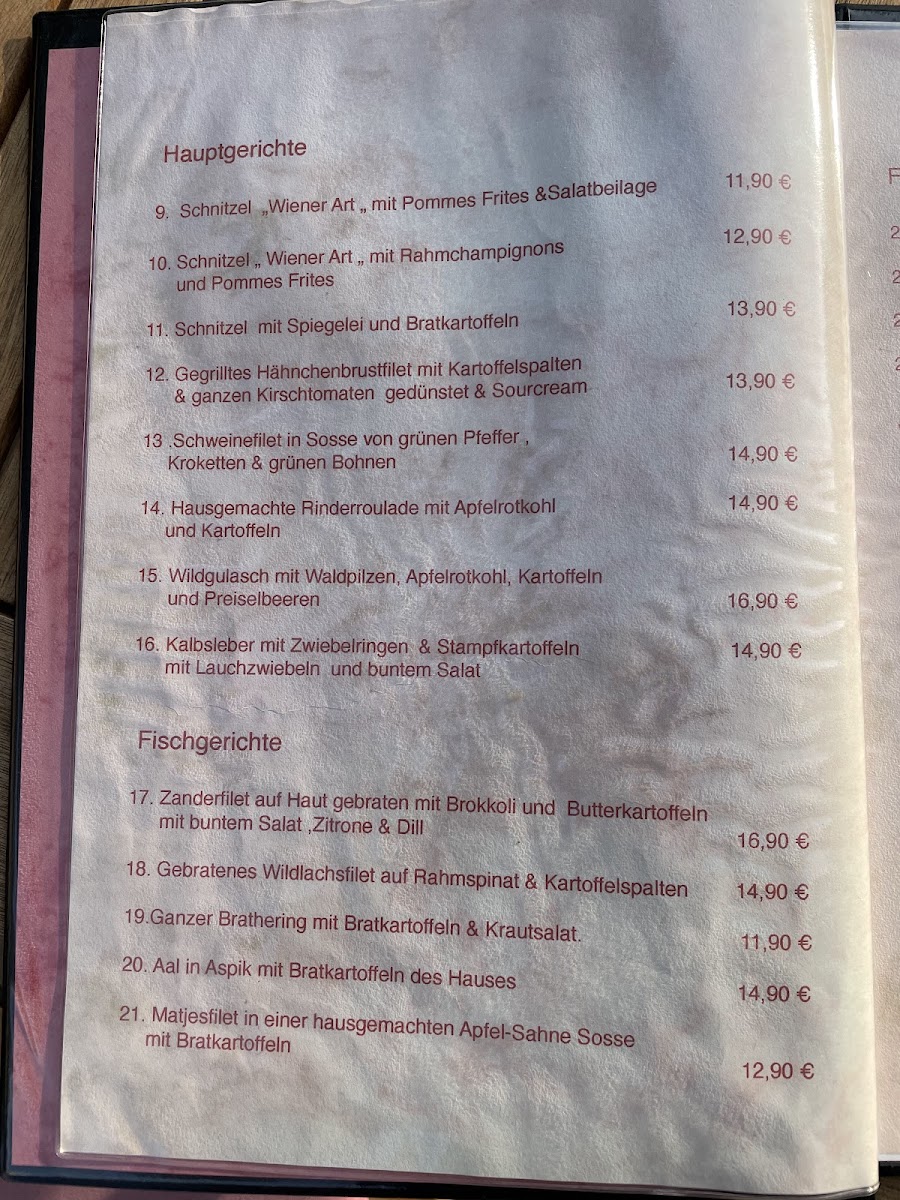 Hauptgerichte
9. Schnitzel „Wiener Art „ mit Pommes Frites &Salatbeilage 11,90 €
10. Schnitzel „ Wiener Art „ mit Rahmchampignons 12,90 €
und Pommes Frites
11. Schnitzel mit Spiegelei und Bratkartoffeln 13,90 €
12. Gegrilltes Hähnchenbrustfilet mit Kartoffelspalten
& ganzen Kirschtomaten gedünstet & Sourcream 13,90 €
13 .Schweinefilet in Sosse von grünen Pfeffer ,
Kroketten & grünen Bohnen 14,90 €
14. Hausgemachte Rinderroulade mit Apfelrotkohl 14,90 €
und Kartoffeln
15. Wildgulasch mit Waldpilzen, Apfelrotkohl, Kartoffeln
und Preiselbeeren 16,90 €
16. Kalbsleber mit Zwiebelringen & Stampfkartoffeln 14,90 €
mit Lauchzwiebeln und buntem Salat
Fischgerichte
17. Zanderfilet auf Haut gebraten mit Brokkoli und Butterkartoffeln
mit buntem Salat ,Zitrone & Dill 16,90 €
18. Gebratenes Wildlachsfilet auf Rahmspinat & Kartoffelspalten 14,90 €
19.Ganzer Brathering mit Bratkartoffeln & Krautsalat. 11,90 €
20. Aal in Aspik mit Bratkartoffeln des Hauses 14,90 €
21. Matjesfilet in einer hausgemachten Apfel-Sahne Sosse
mit Bratkartoffeln 12,90 €